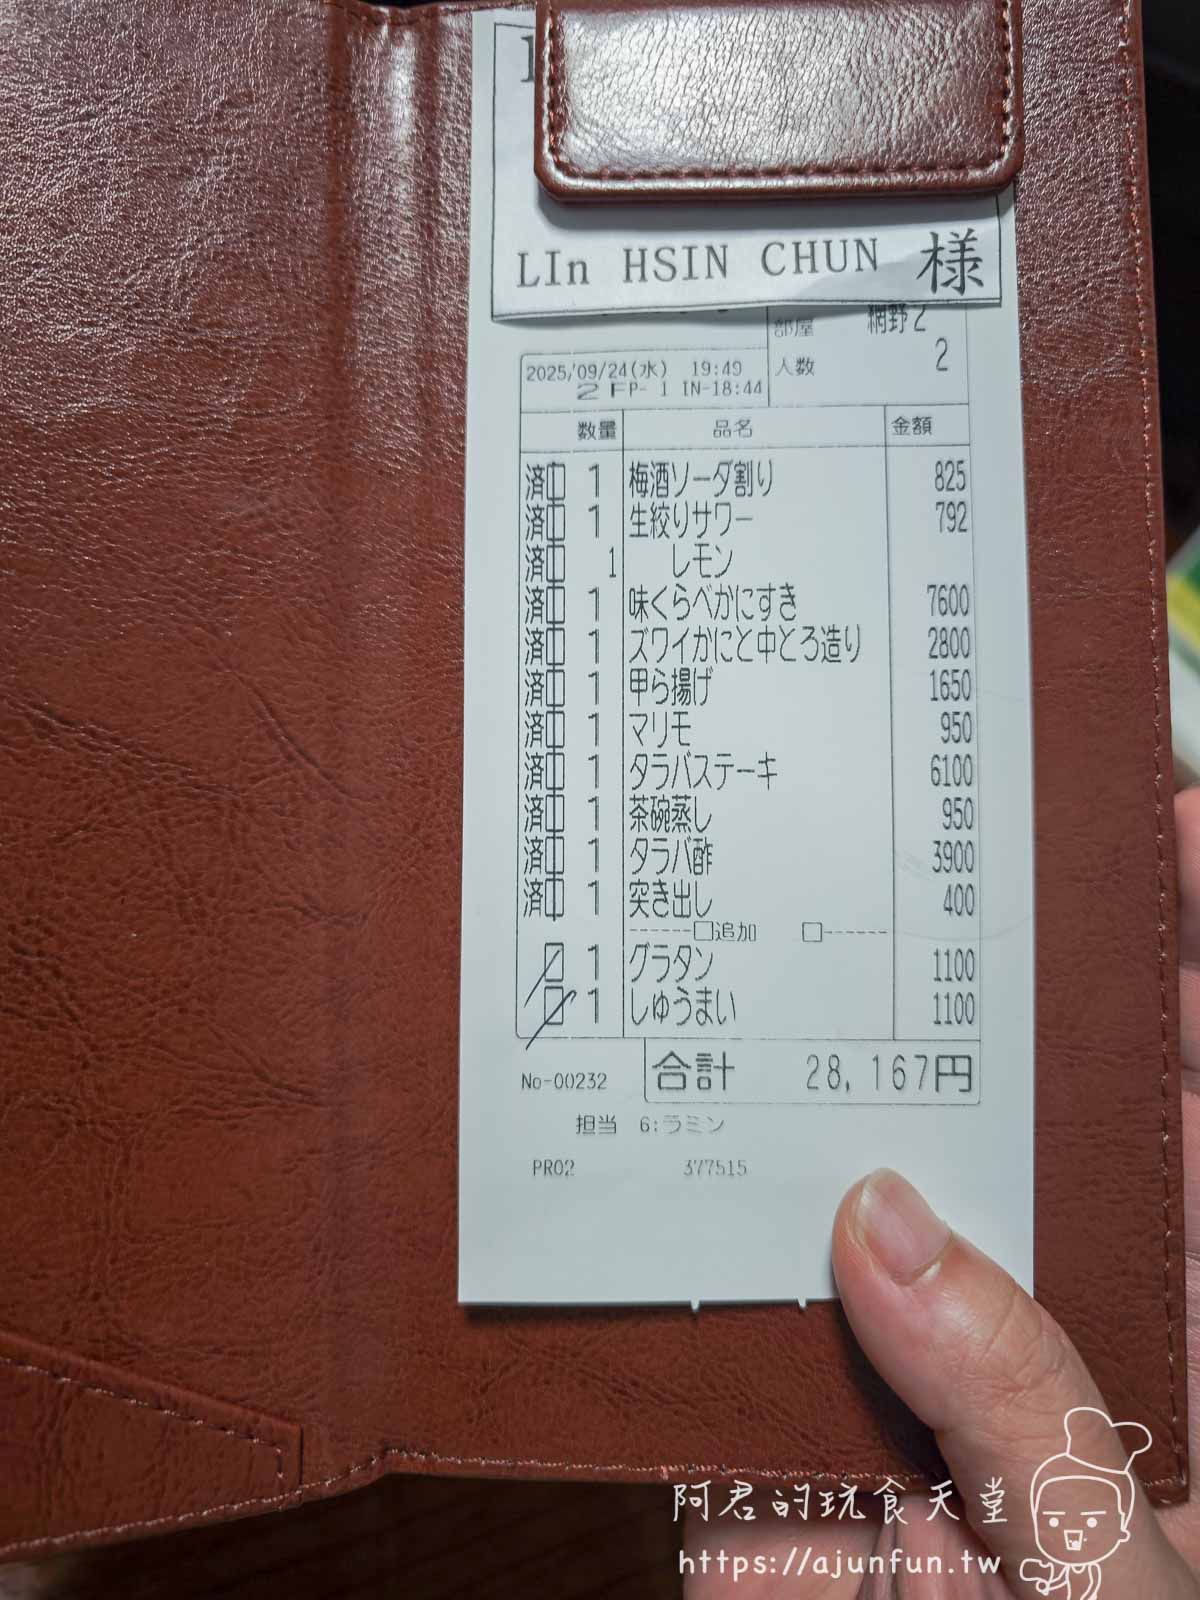 LIn HSIN CHUN 様
部屋 網野2
人数 2
2025,'09/24(水) 19:49
2 FP- 1 IN-18:44
数量 品名 金額
済 1 梅酒ソーダ割り 825
済 1 生絞りサワー 792
済 1 レモン
済 1 味くらべかにすき 7600
済 1 ズワイかにと中とろ造り 2800
済 1 甲ら揚げ 1650
済 1 マリモ 950
済 1 タラバステーキ 6100
済 1 茶碗蒸し 950
済 1 タラバ酢 3900
済 1 突き出し 400
------□追加 □------
1 グラタン 1100
1 しゅうまい 1100
合計 28,167円
No-00232
担当 6:ラミン
PR02 377515
阿君的玩食天堂
https://ajunfun.tw